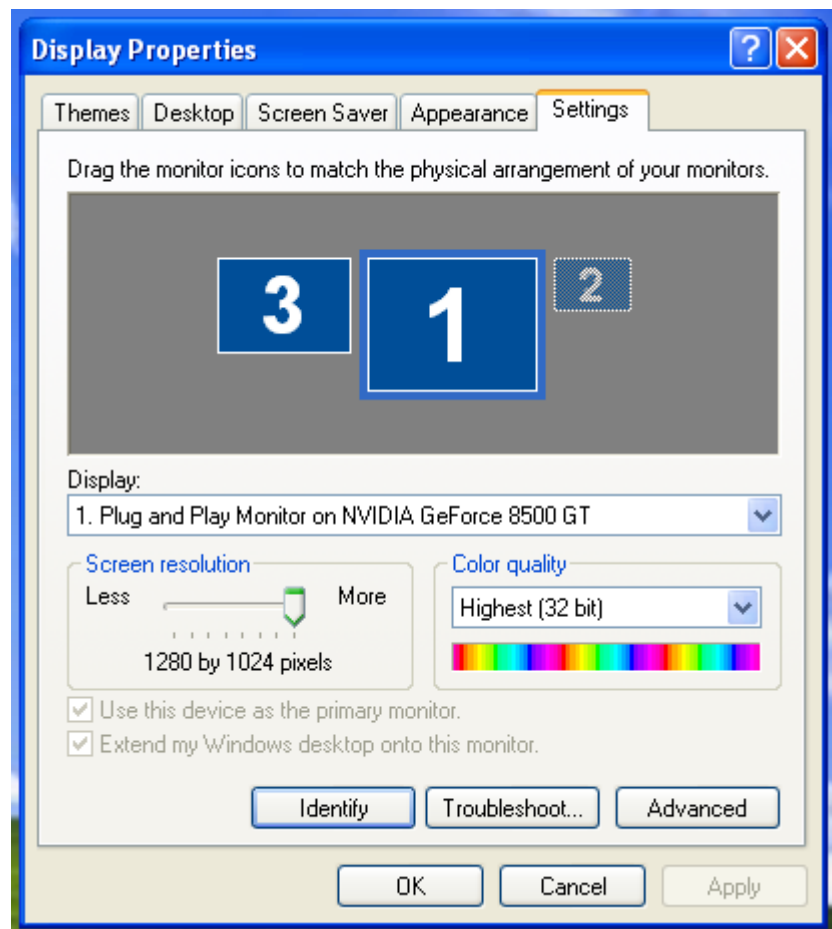 Display Properties
?
Themes Desktop Screen Saver Appearance Settings
Drag the monitor icons to match the physical arrangement of your monitors.
3 1 2
Display:
1. Plug and Play Monitor on NVIDIA GeForce 8500 GT
Screen resolution Color quality
Less More Highest (32 bit)
1280 by 1024 pixels
Use this device as the primary monitor.
Extend my Windows desktop onto this monitor.
Identify Troubleshoot... Advanced
OK Cancel Apply